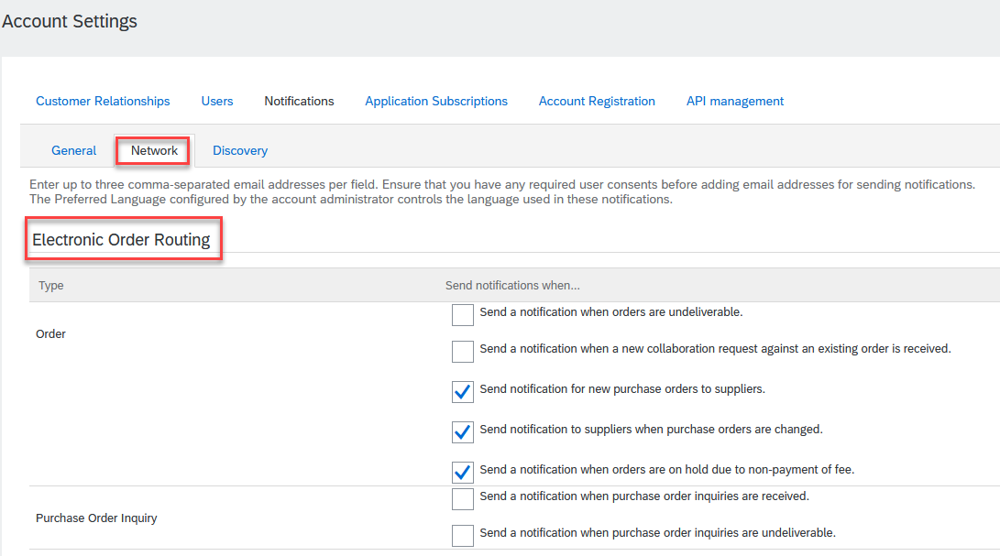 Account Settings
Customer Relationships Users Notifications Application Subscriptions Account Registration API management
General Network Discovery
Enter up to three comma-separated email addresses per field. Ensure that you have any required user consents before adding email addresses for sending notifications.
The Preferred Language configured by the account administrator controls the language used in these notifications.
Electronic Order Routing
Type Send notifications when...
Send a notification when orders are undeliverable.
Order
Send a notification when a new collaboration request against an existing order is received.
Send notification for new purchase orders to suppliers.
Send notification to suppliers when purchase orders are changed.
Send a notification when orders are on hold due to non-payment of fee.
Send a notification when purchase order inquiries are received.
Purchase Order Inquiry
Send a notification when purchase order inquiries are undeliverable.